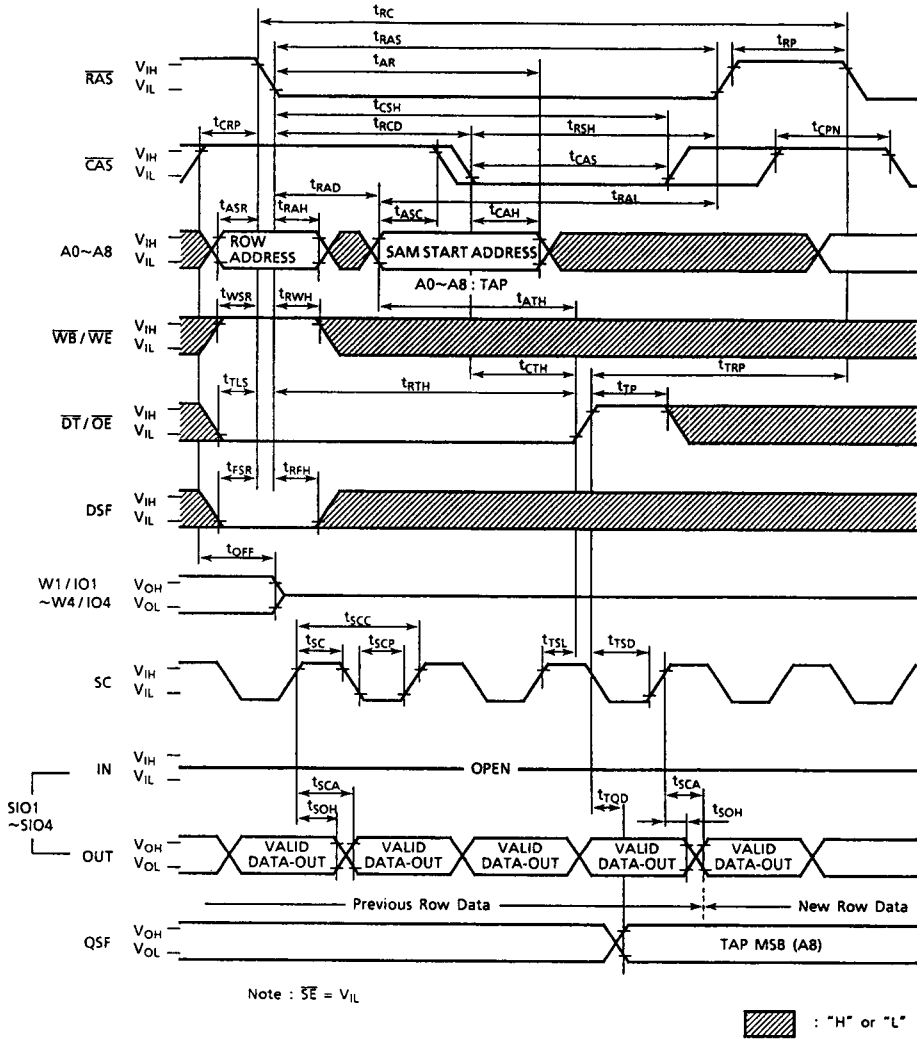 tRC
tRAS
tRP
tAR
RAS VIH
VIL
tCSH
tCRP
tRCD
tRSH
tCPN
CAS VIH
VIL
tCAS
tRAD
tRAL
tASR
tRAH
tASC
tCAH
A0~A8 VIH
VIL
ROW
ADDRESS
SAM START ADDRESS
A0~A8 : TAP
tATH
tWSR
tRWH
WB/WE VIH
VIL
tCTH
tTRP
tTLS
tRTH
tTP
DT/OE VIH
VIL
tFSR
tRFH
DSF VIH
VIL
tOFF
W1/IO1
~W4/IO4
VOH
VOL
tSCC
tSC
tSCP
tTSL
tTSD
SC VIH
VIL
IN VIH
VIL
OPEN
SIO1
~SIO4
tSCA
tSOH
tTQD
tSCA
tSOH
OUT VOH
VOL
VALID
DATA-OUT
VALID
DATA-OUT
VALID
DATA-OUT
VALID
DATA-OUT
VALID
DATA-OUT
Previous Row Data
New Row Data
QSF VOH
VOL
TAP MSB (A8)
Note : SE = VIL
: "H" or "L"